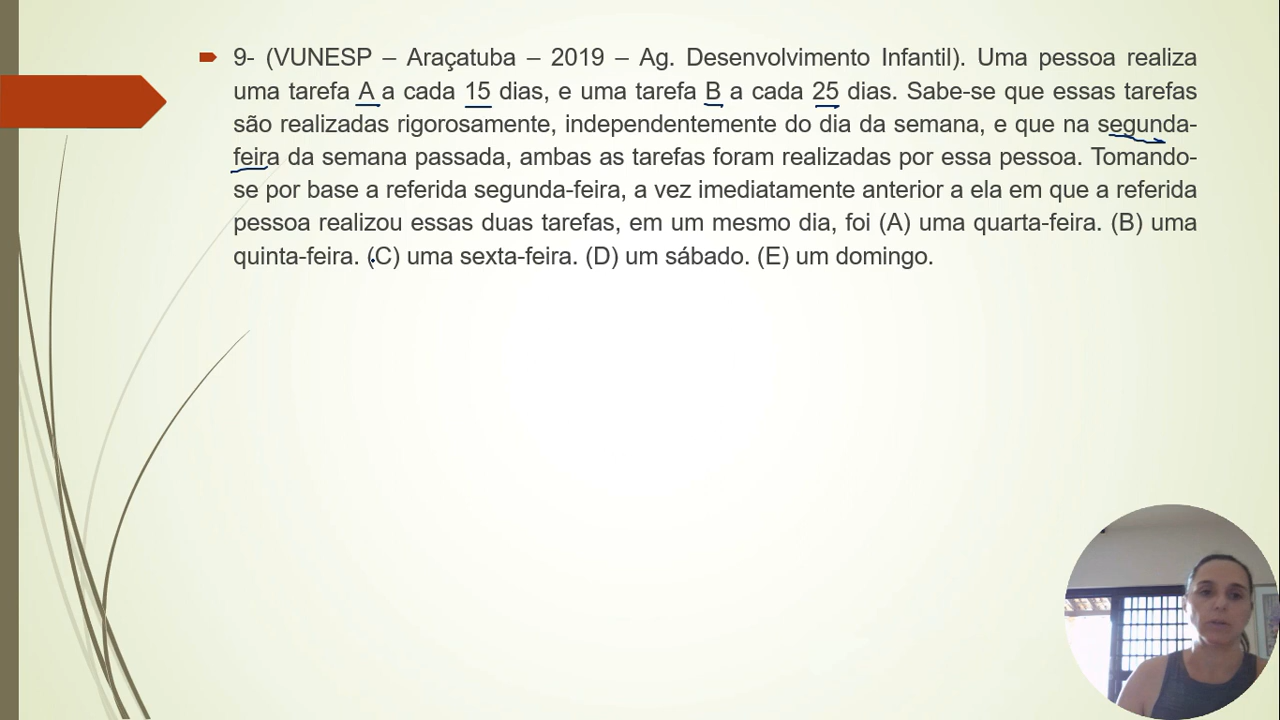 9- (VUNESP – Araçatuba – 2019 – Ag. Desenvolvimento Infantil). Uma pessoa realiza
uma tarefa A a cada 15 dias, e uma tarefa B a cada 25 dias. Sabe-se que essas tarefas
são realizadas rigorosamente, independentemente do dia da semana, e que na segunda-
feira da semana passada, ambas as tarefas foram realizadas por essa pessoa. Tomando-
se por base a referida segunda-feira, a vez imediatamente anterior a ela em que a referida
pessoa realizou essas duas tarefas, em um mesmo dia, foi (A) uma quarta-feira. (B) uma
quinta-feira. (C) uma sexta-feira. (D) um sábado. (E) um domingo.